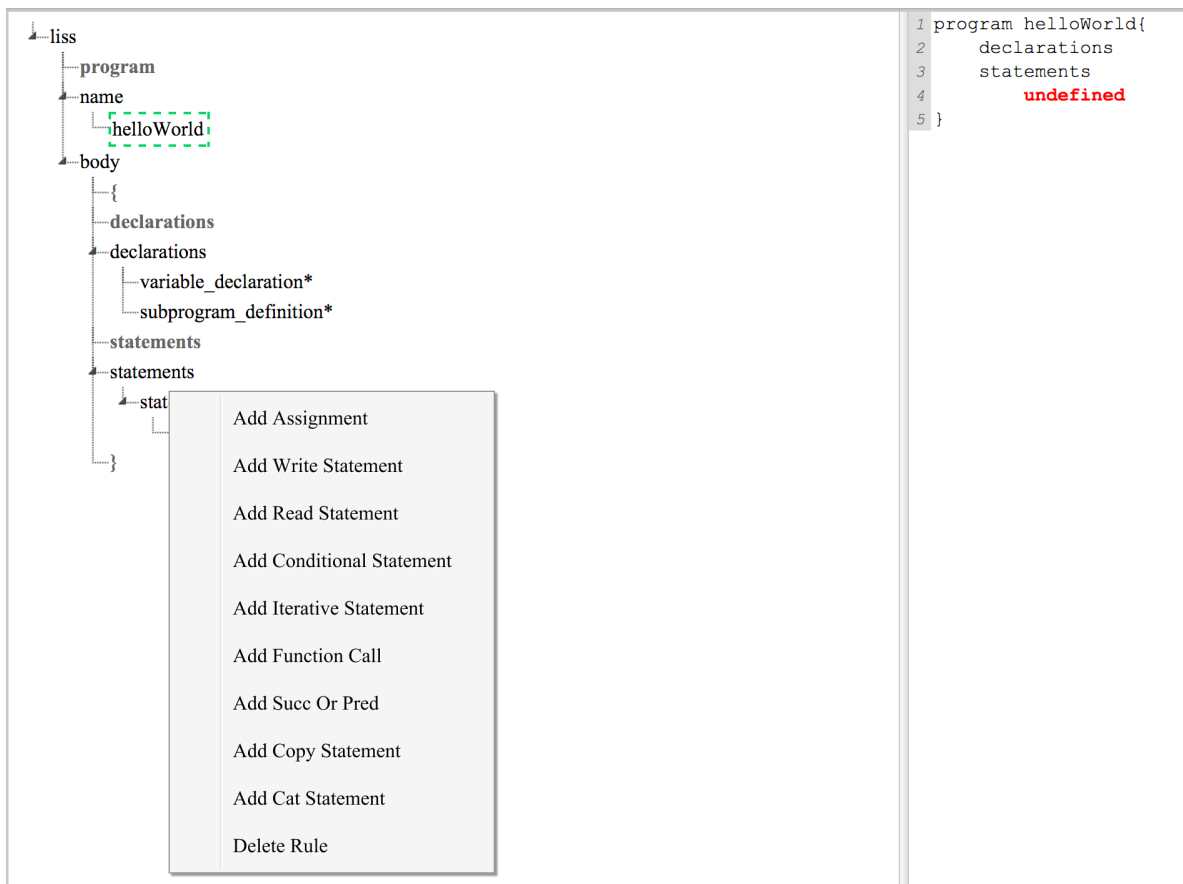 liss
program
name
helloWorld
body
{
declarations
declarations
variable_declaration*
subprogram_definition*
statements
statements
stat
}
Add Assignment
Add Write Statement
Add Read Statement
Add Conditional Statement
Add Iterative Statement
Add Function Call
Add Succ Or Pred
Add Copy Statement
Add Cat Statement
Delete Rule
1 program helloWorld{
2 declarations
3 statements
4 undefined
5 }